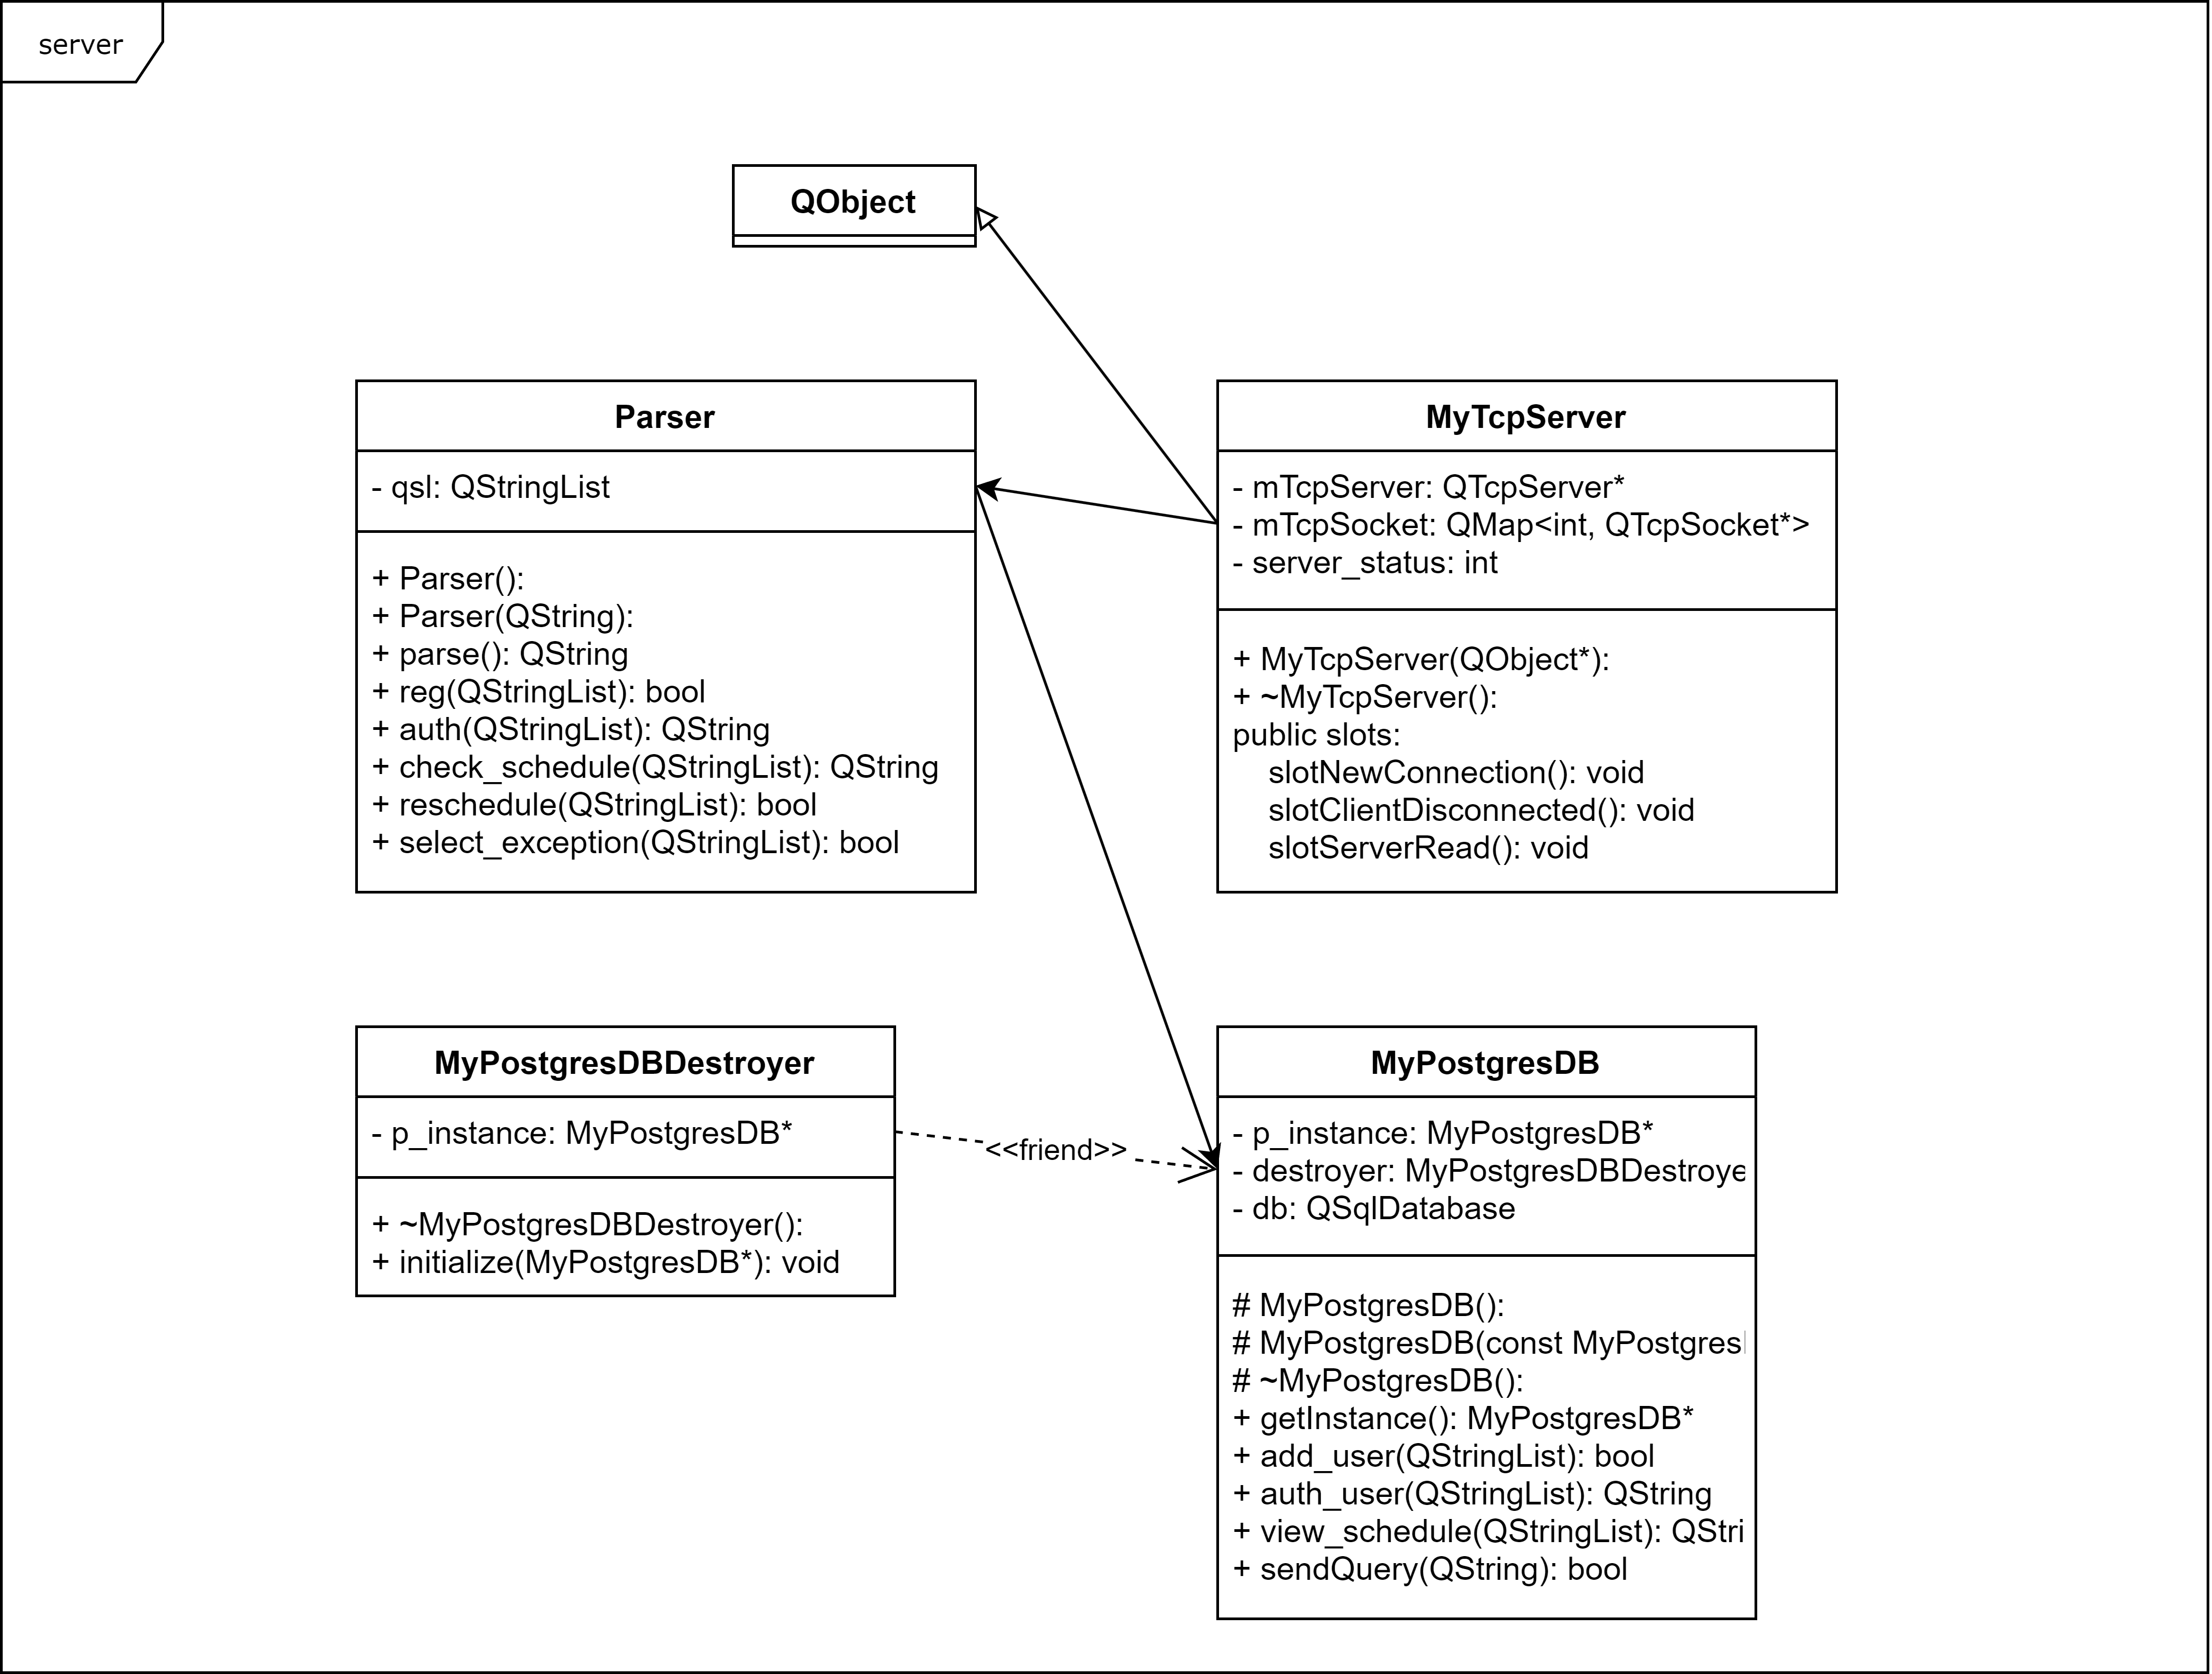 server
QObject
Parser
- qsl: QStringList
+ Parser():
+ Parser(QString):
+ parse(): QString
+ reg(QStringList): bool
+ auth(QStringList): QString
+ check_schedule(QStringList): QString
+ reschedule(QStringList): bool
+ select_exception(QStringList): bool
MyTcpServer
- mTcpServer: QTcpServer*
- mTcpSocket: QMap<int, QTcpSocket*>
- server_status: int
+ MyTcpServer(QObject*):
+ ~MyTcpServer():
public slots:
slotNewConnection(): void
slotClientDisconnected(): void
slotServerRead(): void
MyPostgresDBDestroyer
- p_instance: MyPostgresDB*
+ ~MyPostgresDBDestroyer():
+ initialize(MyPostgresDB*): void
<<friend>>
MyPostgresDB
- p_instance: MyPostgresDB*
- destroyer: MyPostgresDBDestroye
- db: QSqlDatabase
# MyPostgresDB():
# MyPostgresDB(const MyPostgres
# ~MyPostgresDB():
+ getInstance(): MyPostgresDB*
+ add_user(QStringList): bool
+ auth_user(QStringList): QString
+ view_schedule(QStringList): QStri
+ sendQuery(QString): bool